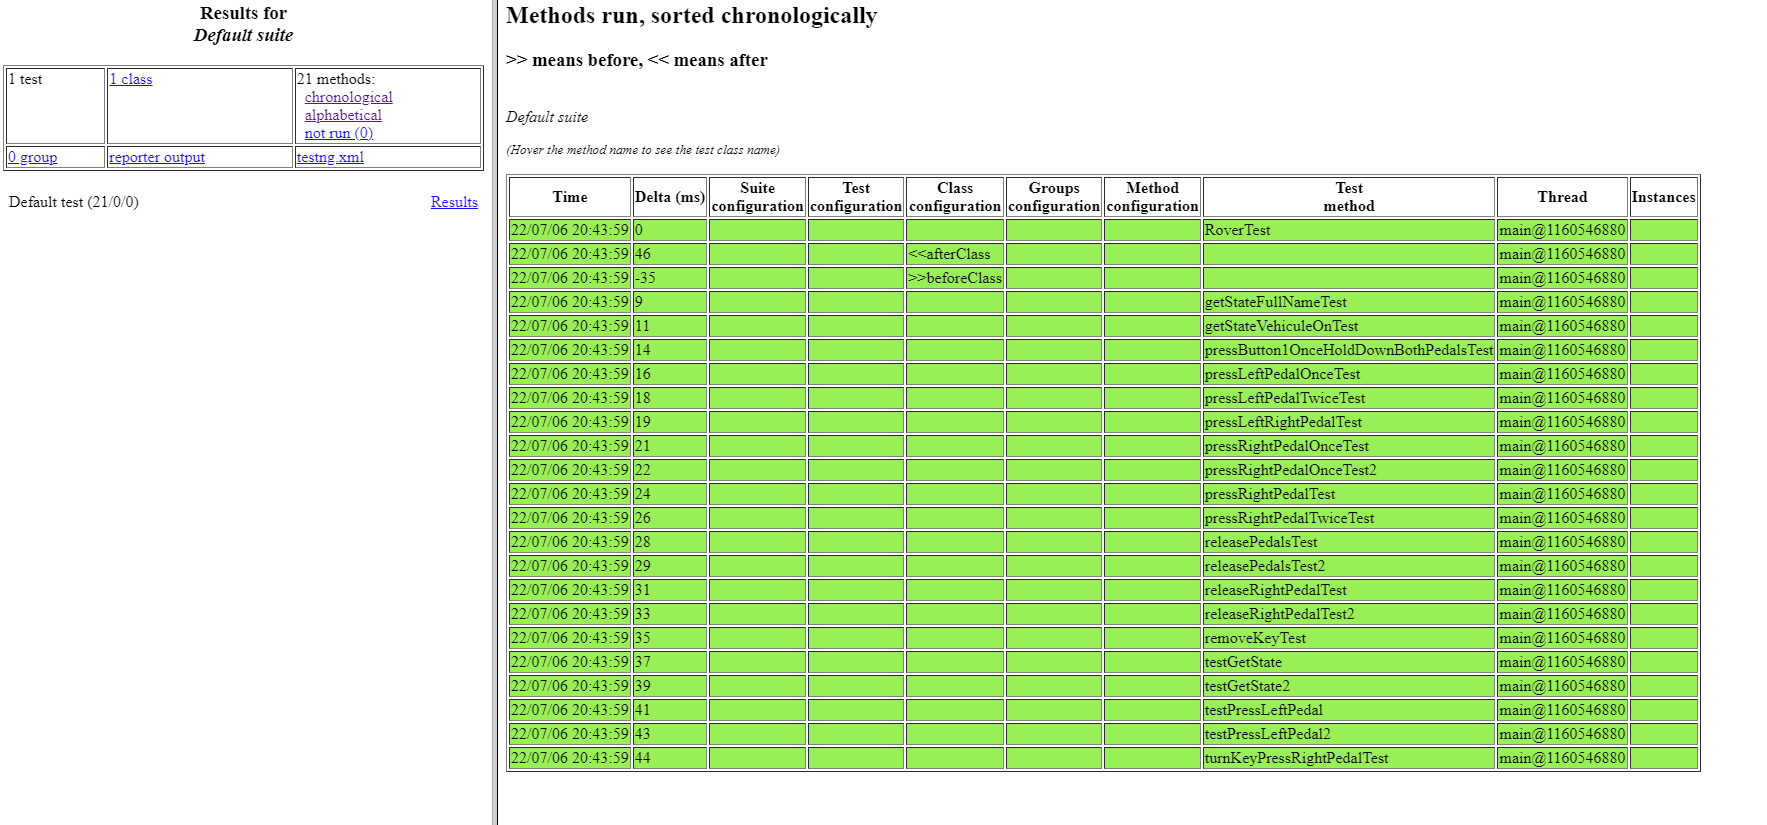 Results for
Default suite
1 test
1 class
21 methods:
chronological
alphabetical
not run (0)
0 group
reporter output
testng.xml
Default test (21/0/0)
Results
Methods run, sorted chronologically
>> means before, << means after
Default suite
(Hover the method name to see the test class name)
Time Delta (ms) Suite configuration Test configuration Class configuration Groups configuration Method configuration Test method Thread Instances
22/07/06 20:43:59 0 RoverTest main@1160546880
22/07/06 20:43:59 46 <<afterClass main@1160546880
22/07/06 20:43:59 -35 >>beforeClass main@1160546880
22/07/06 20:43:59 9 getStateFullNameTest main@1160546880
22/07/06 20:43:59 11 getStateVehiculeOnTest main@1160546880
22/07/06 20:43:59 14 pressButton1OnceHoldDownBothPedalsTest main@1160546880
22/07/06 20:43:59 16 pressLeftPedalOnceTest main@1160546880
22/07/06 20:43:59 18 pressLeftPedalTwiceTest main@1160546880
22/07/06 20:43:59 19 pressLeftRightPedalTest main@1160546880
22/07/06 20:43:59 21 pressRightPedalOnceTest main@1160546880
22/07/06 20:43:59 22 pressRightPedalOnceTest2 main@1160546880
22/07/06 20:43:59 24 pressRightPedalTest main@1160546880
22/07/06 20:43:59 26 pressRightPedalTwiceTest main@1160546880
22/07/06 20:43:59 28 releasePedalsTest main@1160546880
22/07/06 20:43:59 29 releasePedalsTest2 main@1160546880
22/07/06 20:43:59 31 releaseRightPedalTest main@1160546880
22/07/06 20:43:59 33 releaseRightPedalTest2 main@1160546880
22/07/06 20:43:59 35 removeKeyTest main@1160546880
22/07/06 20:43:59 37 testGetState main@1160546880
22/07/06 20:43:59 39 testGetState2 main@1160546880
22/07/06 20:43:59 41 testPressLeftPedal main@1160546880
22/07/06 20:43:59 43 testPressLeftPedal2 main@1160546880
22/07/06 20:43:59 44 turnKeyPressRightPedalTest main@1160546880